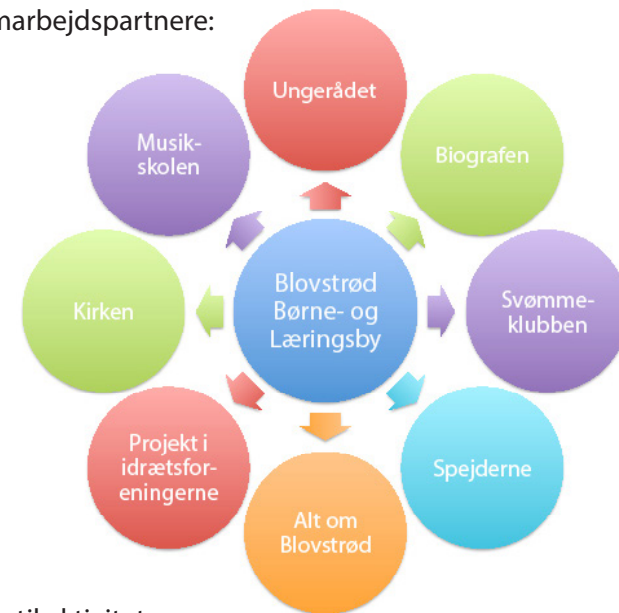 marbejdspartnere:
Ungerådet
Biografen
Svømme-
klubben
Spejderne
Alt om
Blovstrød
Projekt i
idrætsfor-
eningerne
Kirken
Musik-
skolen
Blovstrød
Børne- og
Læringsby